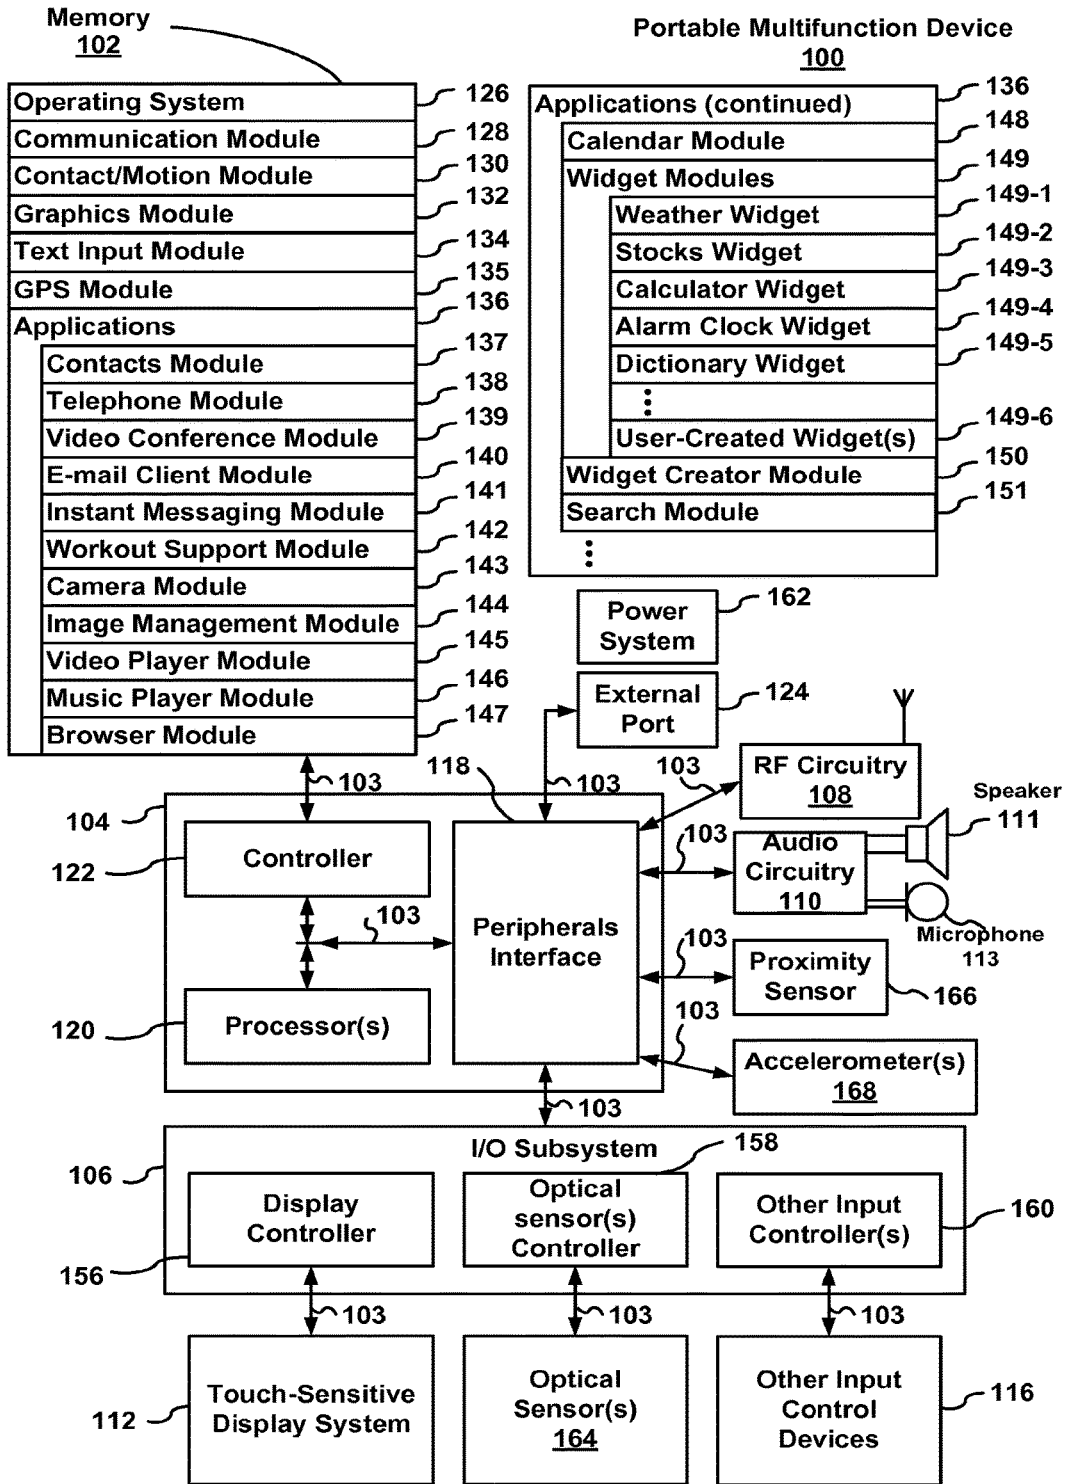 Memory
102
Portable Multifunction Device
100
Operating System 126
Communication Module 128
Contact/Motion Module 130
Graphics Module 132
Text Input Module 134
GPS Module 135
Applications 136
Contacts Module 137
Telephone Module 138
Video Conference Module 139
E-mail Client Module 140
Instant Messaging Module 141
Workout Support Module 142
Camera Module 143
Image Management Module 144
Video Player Module 145
Music Player Module 146
Browser Module 147
Applications (continued) 136
Calendar Module 148
Widget Modules 149
Weather Widget 149-1
Stocks Widget 149-2
Calculator Widget 149-3
Alarm Clock Widget 149-4
Dictionary Widget 149-5
User-Created Widget(s) 149-6
Widget Creator Module 150
Search Module 151
Power
System
162
External
Port
124
103
103
118
103
RF Circuitry
108
Speaker
111
104
Controller
122
103
Audio
Circuitry
110
Microphone
113
103
Peripherals
Interface
103
Proximity
Sensor
166
Processor(s)
120
103
Accelerometer(s)
168
103
I/O Subsystem
158
106
Display
Controller
156
Optical
sensor(s)
Controller
Other Input
Controller(s)
160
103
103
103
Touch-Sensitive
Display System
112
Optical
Sensor(s)
164
Other Input
Control
Devices
116